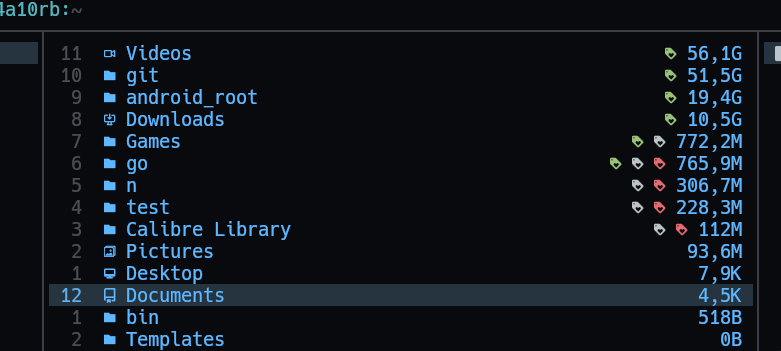 4a10rb:~
11 Videos 56,1G
10 git 51,5G
9 android_root 19,4G
8 Downloads 10,5G
7 Games 772,2M
6 go 765,9M
5 n 306,7M
4 test 228,3M
3 Calibre Library 112M
2 Pictures 93,6M
1 Desktop 7,9K
12 Documents 4,5K
1 bin 518B
2 Templates 0B